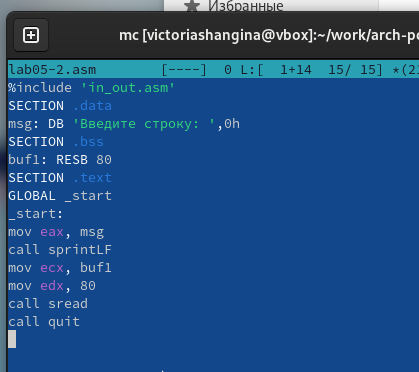 Избранные
mc [victoriashangina@vbox]:~/work/arch-pc
lab05-2.asm [----] 0 L:[ 1+14 15/ 15] *(21
%include 'in_out.asm'
SECTION .data
msg: DB 'Введите строку: ',0h
SECTION .bss
buf1: RESB 80
SECTION .text
GLOBAL _start
_start:
mov eax, msg
call sprintLF
mov ecx, buf1
mov edx, 80
call sread
call quit